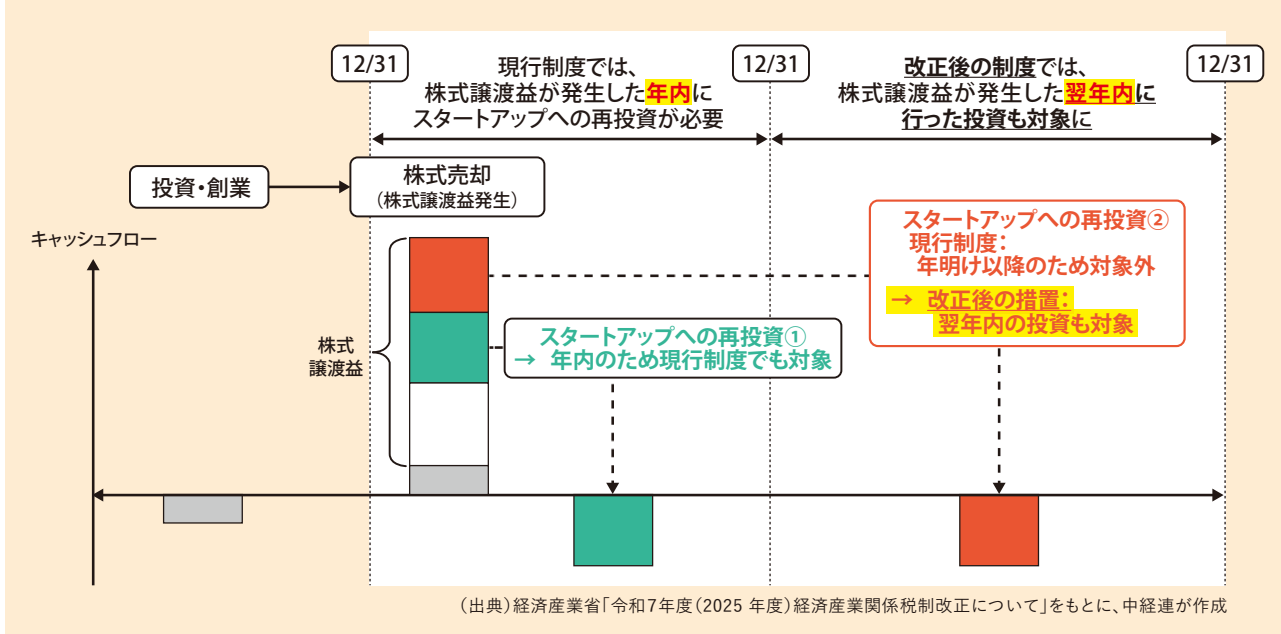 12/31
現行制度では、
株式譲渡益が発生した年内に
スタートアップへの再投資が必要
12/31
改正後の制度では、
株式譲渡益が発生した翌年内に
行った投資も対象に
12/31
投資・創業
株式売却
（株式譲渡益発生）
キャッシュフロー
株式
譲渡益
スタートアップへの再投資①
→ 年内のため現行制度でも対象
スタートアップへの再投資②
現行制度：
年明け以降のため対象外
→ 改正後の措置：
翌年内の投資も対象
（出典）経済産業省「令和7年度（2025 年度）経済産業関係税制改正について」をもとに、中経連が作成